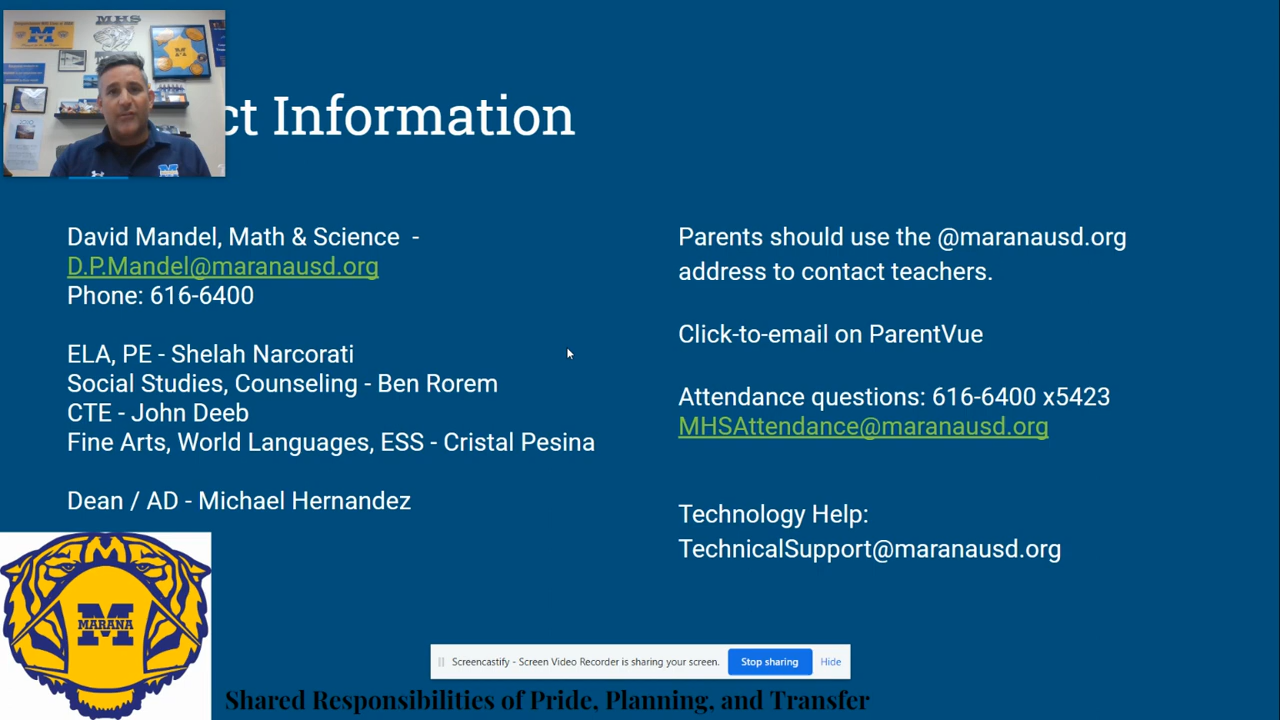 MHS
ct Information
David Mandel, Math & Science -
D.P.Mandel@maranausd.org
Phone: 616-6400
ELA, PE - Shelah Narcorati
Social Studies, Counseling - Ben Rorem
CTE - John Deeb
Fine Arts, World Languages, ESS - Cristal Pesina
Dean / AD - Michael Hernandez
Parents should use the @maranausd.org
address to contact teachers.
Click-to-email on ParentVue
Attendance questions: 616-6400 x5423
MHSAttendance@maranausd.org
Technology Help:
TechnicalSupport@maranausd.org
M
MARANA
Screencastify - Screen Video Recorder is sharing your screen.
Stop sharing
Hide
Shared Responsibilities of Pride, Planning, and Transfer